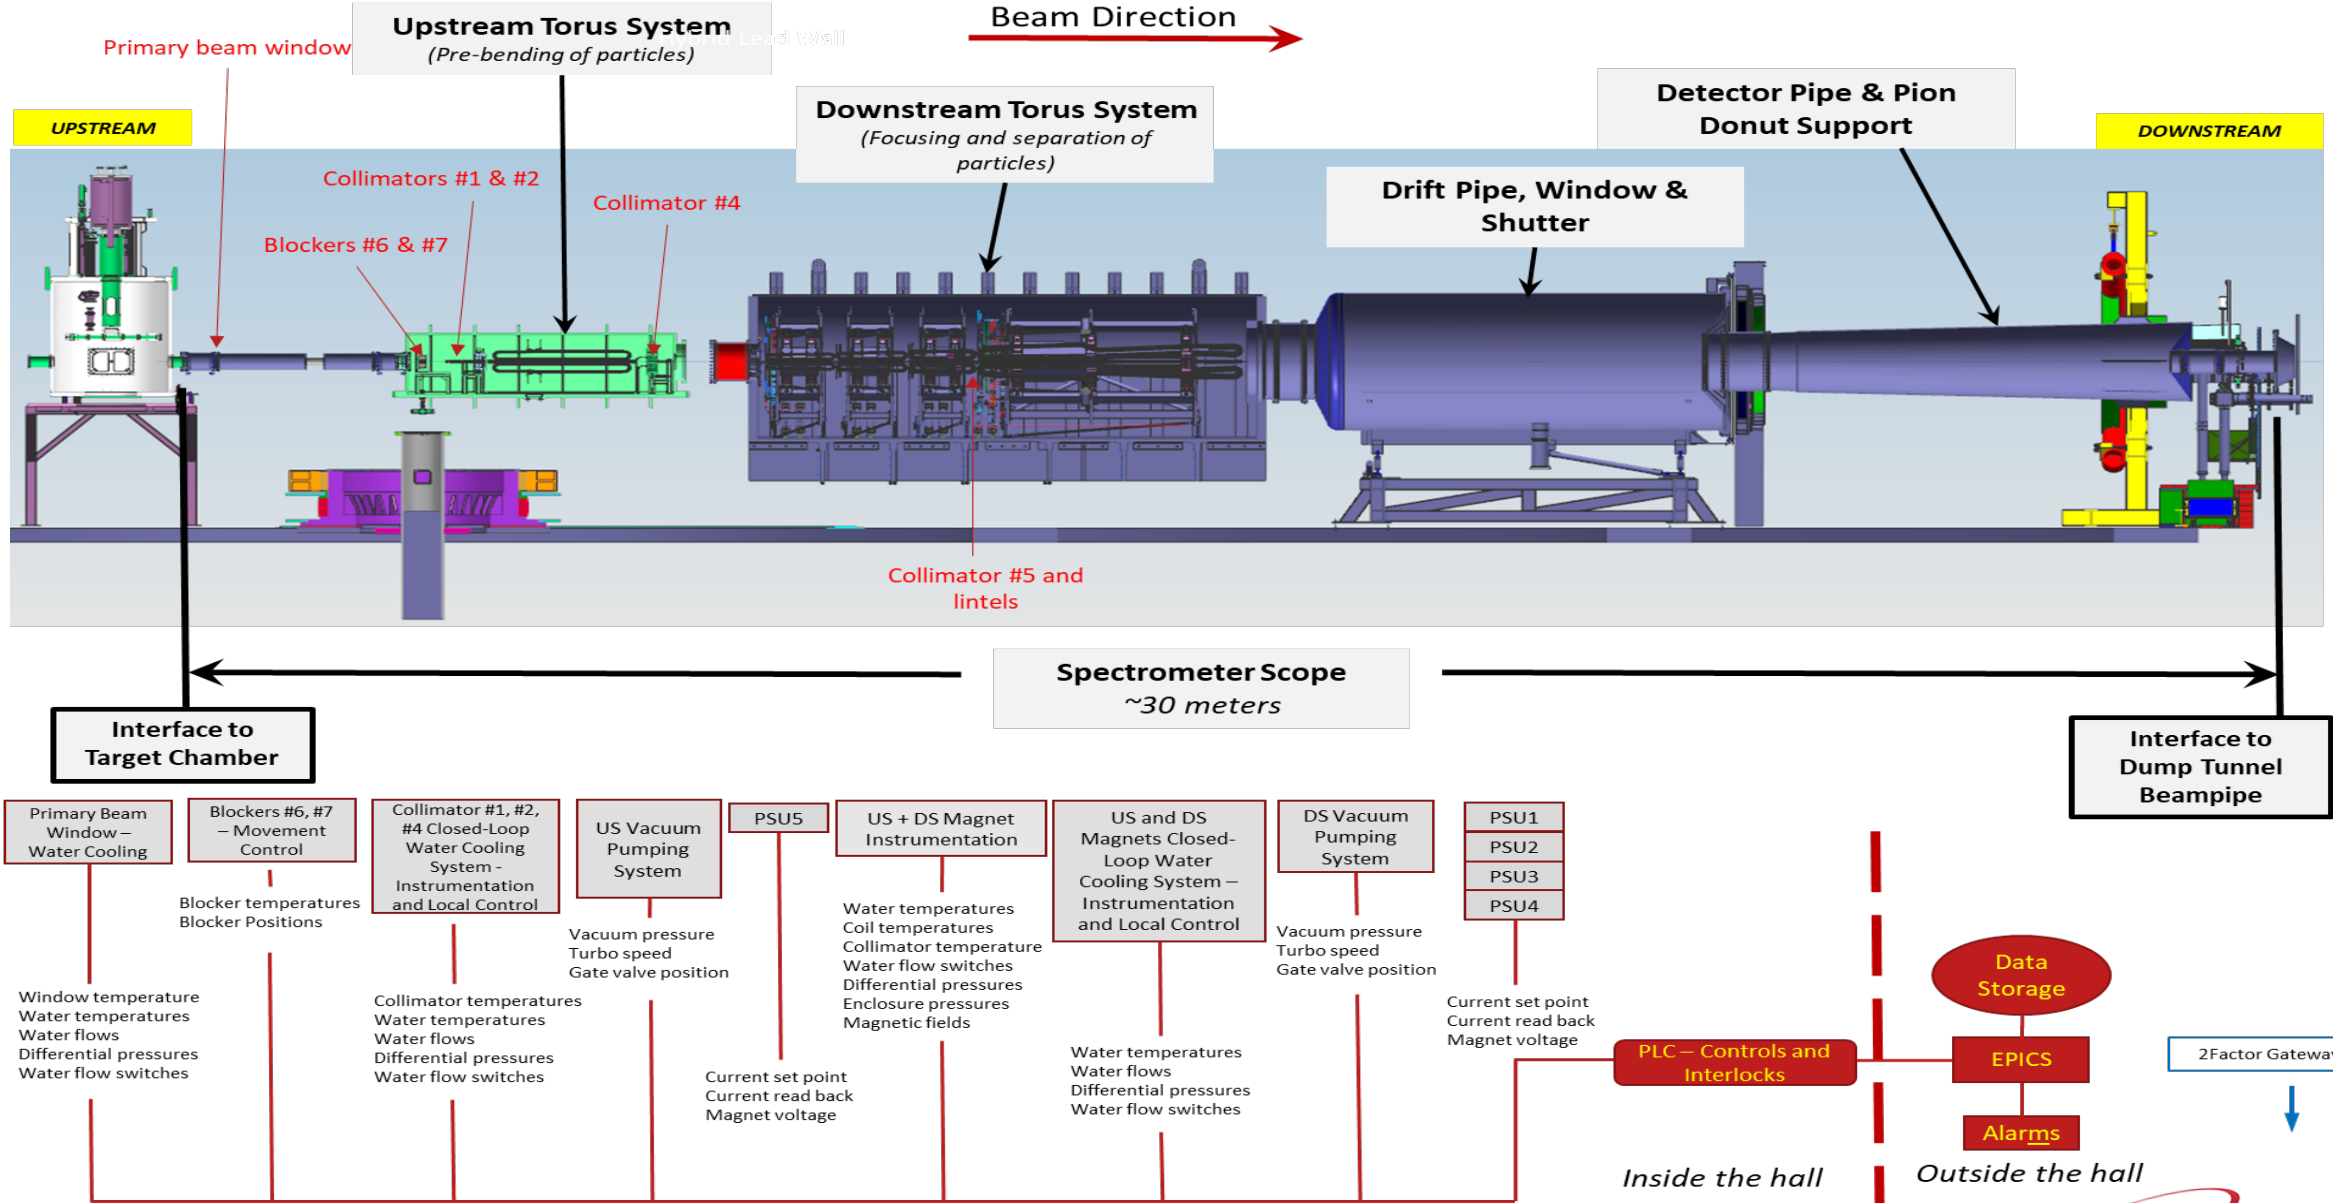 Beam Direction
Upstream Torus System
(Pre-bending of particles)
Hybrid Lead Wall
Primary beam window
Downstream Torus System
(Focusing and separation of
particles)
Detector Pipe & Pion
Donut Support
UPSTREAM
DOWNSTREAM
Collimators #1 & #2
Collimator #4
Drift Pipe, Window &
Shutter
Blockers #6 & #7
Collimator #5 and
lintels
Spectrometer Scope
~30 meters
Interface to
Target Chamber
Interface to
Dump Tunnel
Beampipe
Primary Beam
Window –
Water Cooling
Window temperature
Water temperatures
Water flows
Differential pressures
Water flow switches
Blockers #6, #7
– Movement
Control
Blocker temperatures
Blocker Positions
Collimator #1, #2,
#4 Closed-Loop
Water Cooling
System -
Instrumentation
and Local Control
Collimator temperatures
Water temperatures
Water flows
Differential pressures
Water flow switches
US Vacuum
Pumping
System
Vacuum pressure
Turbo speed
Gate valve position
PSU5
Current set point
Current read back
Magnet voltage
US + DS Magnet
Instrumentation
Water temperatures
Coil temperatures
Collimator temperature
Water flow switches
Differential pressures
Enclosure pressures
Magnetic fields
US and DS
Magnets Closed-
Loop Water
Cooling System –
Instrumentation
and Local Control
Water temperatures
Water flows
Differential pressures
Water flow switches
DS Vacuum
Pumping
System
Vacuum pressure
Turbo speed
Gate valve position
PSU1
PSU2
PSU3
PSU4
Current set point
Current read back
Magnet voltage
PLC – Controls and
Interlocks
Data
Storage
EPICS
Alarms
2Factor Gateway
Inside the hall
Outside the hall